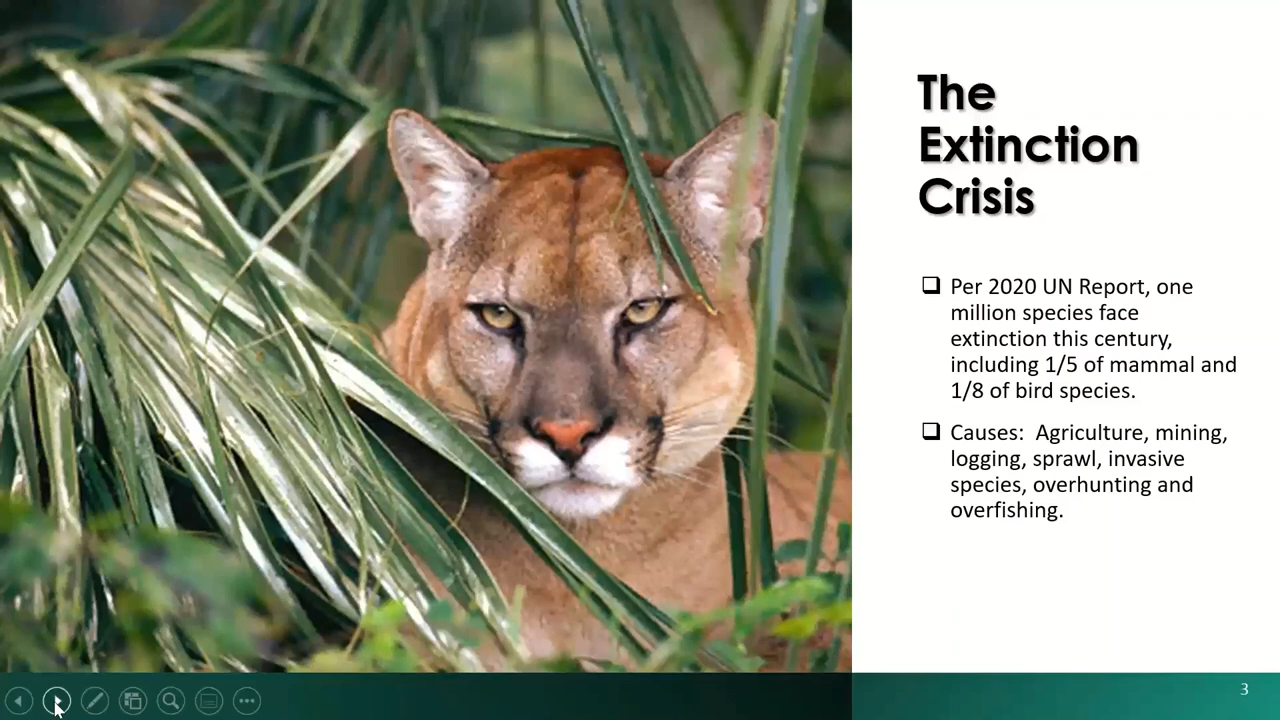 The
Extinction
Crisis
❑ Per 2020 UN Report, one
million species face
extinction this century,
including 1/5 of mammal and
1/8 of bird species.
❑ Causes:  Agriculture, mining,
logging, sprawl, invasive
species, overhunting and
overfishing.
3